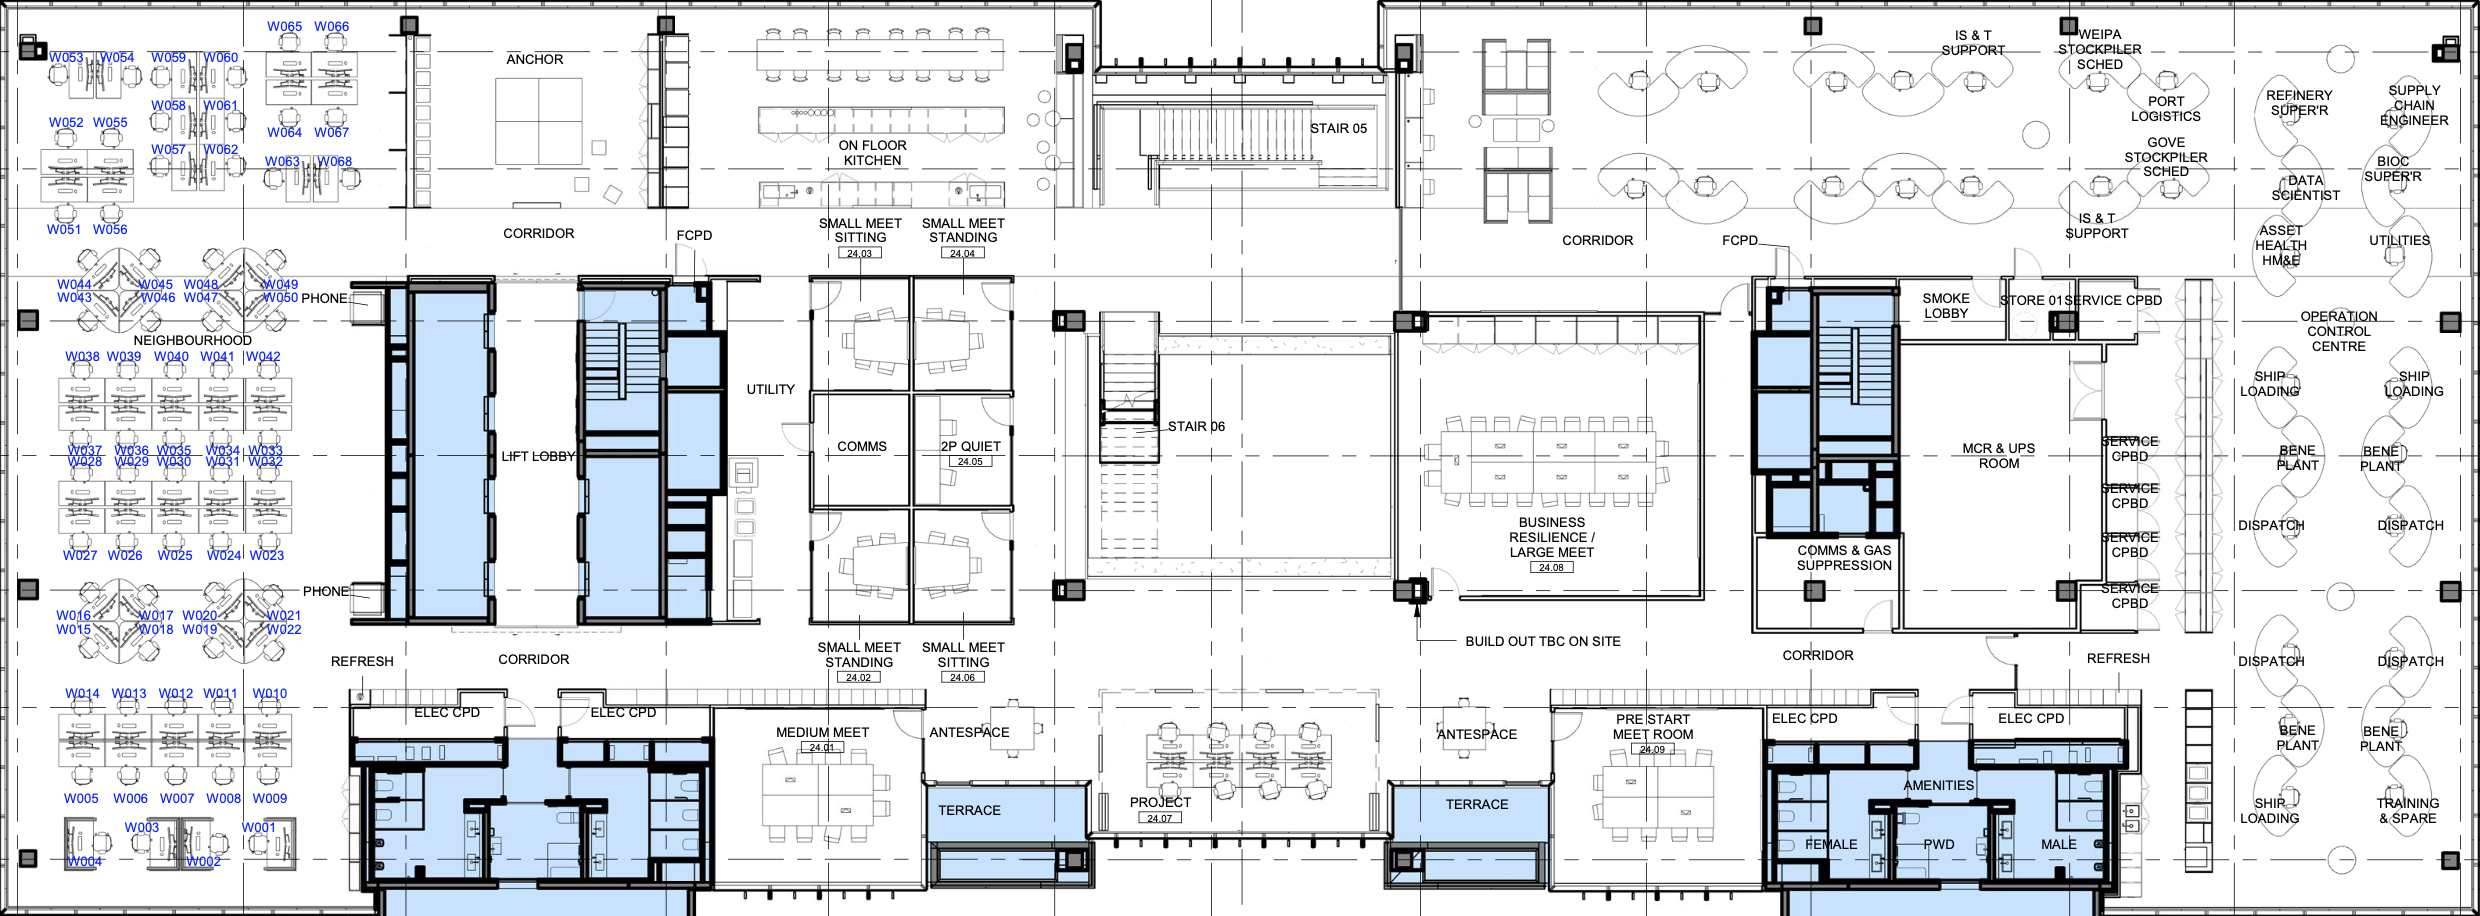 W065 W066
W053 W054 W059 W060
W058 W061
W052 W055
W064 W067
W057 W062
W063 W068
W051 W056
W044 W045 W048 W049
W043 W046 W047 W050
NEIGHBOURHOOD
W038 W039 W040 W041 W042
W037 W036 W035 W034 W033
W028 W029 W030 W031 W032
W027 W026 W025 W024 W023
W016 W017 W020 W021
W015 W018 W019 W022
W014 W013 W012 W011 W010
W005 W006 W007 W008 W009
W003 W001
W004 W002
ANCHOR
ON FLOOR
KITCHEN
CORRIDOR
FCPD
PHONE
PHONE
LIFT LOBBY
UTILITY
SMALL MEET
SITTING
24.03
SMALL MEET
STANDING
24.04
COMMS
2P QUIET
24.05
SMALL MEET
STANDING
24.02
SMALL MEET
SITTING
24.06
CORRIDOR
REFRESH
ELEC CPD
ELEC CPD
MEDIUM MEET
24.01
ANTESPACE
TERRACE
PROJECT
24.07
STAIR 05
STAIR 06
BUSINESS
RESILIENCE /
LARGE MEET
24.08
BUILD OUT TBC ON SITE
ANTESPACE
TERRACE
PRE START
MEET ROOM
24.09
IS & T
SUPPORT
WEIPA
STOCKPILER
SCHED
PORT
LOGISTICS
GOVE
STOCKPILER
SCHED
IS & T
SUPPORT
CORRIDOR
FCPD
SMOKE
LOBBY
STORE 01
SERVICE CPBD
MCR & UPS
ROOM
SERVICE
CPBD
SERVICE
CPBD
SERVICE
CPBD
SERVICE
CPBD
COMMS & GAS
SUPPRESSION
CORRIDOR
REFRESH
ELEC CPD
ELEC CPD
AMENITIES
FEMALE
PWD
MALE
REFINERY
SUPER'R
SUPPLY
CHAIN
ENGINEER
DATA
SCIENTIST
BIOC
SUPER'R
ASSET
HEALTH
HM&E
UTILITIES
OPERATION
CONTROL
CENTRE
SHIP
LOADING
SHIP
LOADING
BENE
PLANT
BENE
PLANT
DISPATCH
DISPATCH
DISPATCH
DISPATCH
BENE
PLANT
BENE
PLANT
SHIP
LOADING
TRAINING
& SPARE